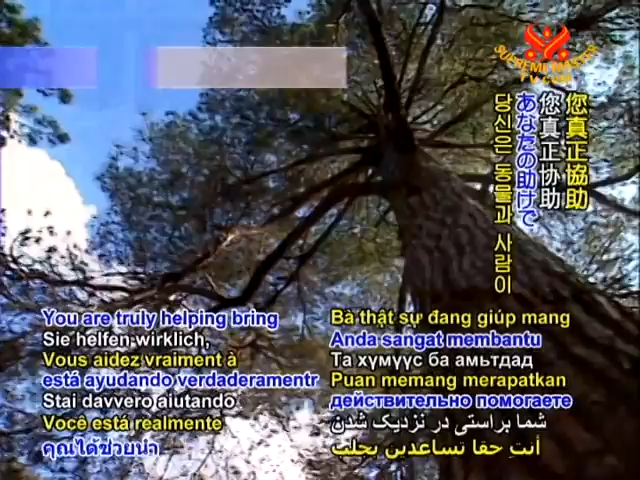 SUPREME MASTER
TV.COM
您真正協助
您真正协助
あなたの助けで
당신은 동물과 사람이
You are truly helping bring
Sie helfen wirklich,
Vous aidez vraiment à
está ayudando verdaderamentr
Stai davvero aiutando
Você está realmente
คุณได้ช่วยนำ
Bà thật sự đang giúp mang
Anda sangat membantu
Та хүмүүс ба амьтдад
Puan memang merapatkan
действительно помогаете
شما براستی در نزدیک شدن
أنتِ حقا تساعدين بجلب